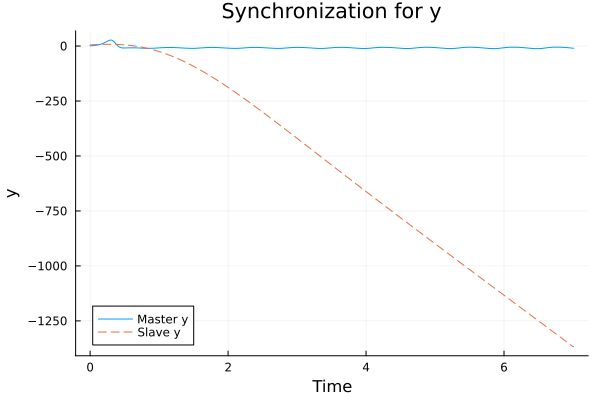 Synchronization for y
y
0
−250
−500
−750
−1000
−1250
Master y
Slave y
0
2
4
6
Time